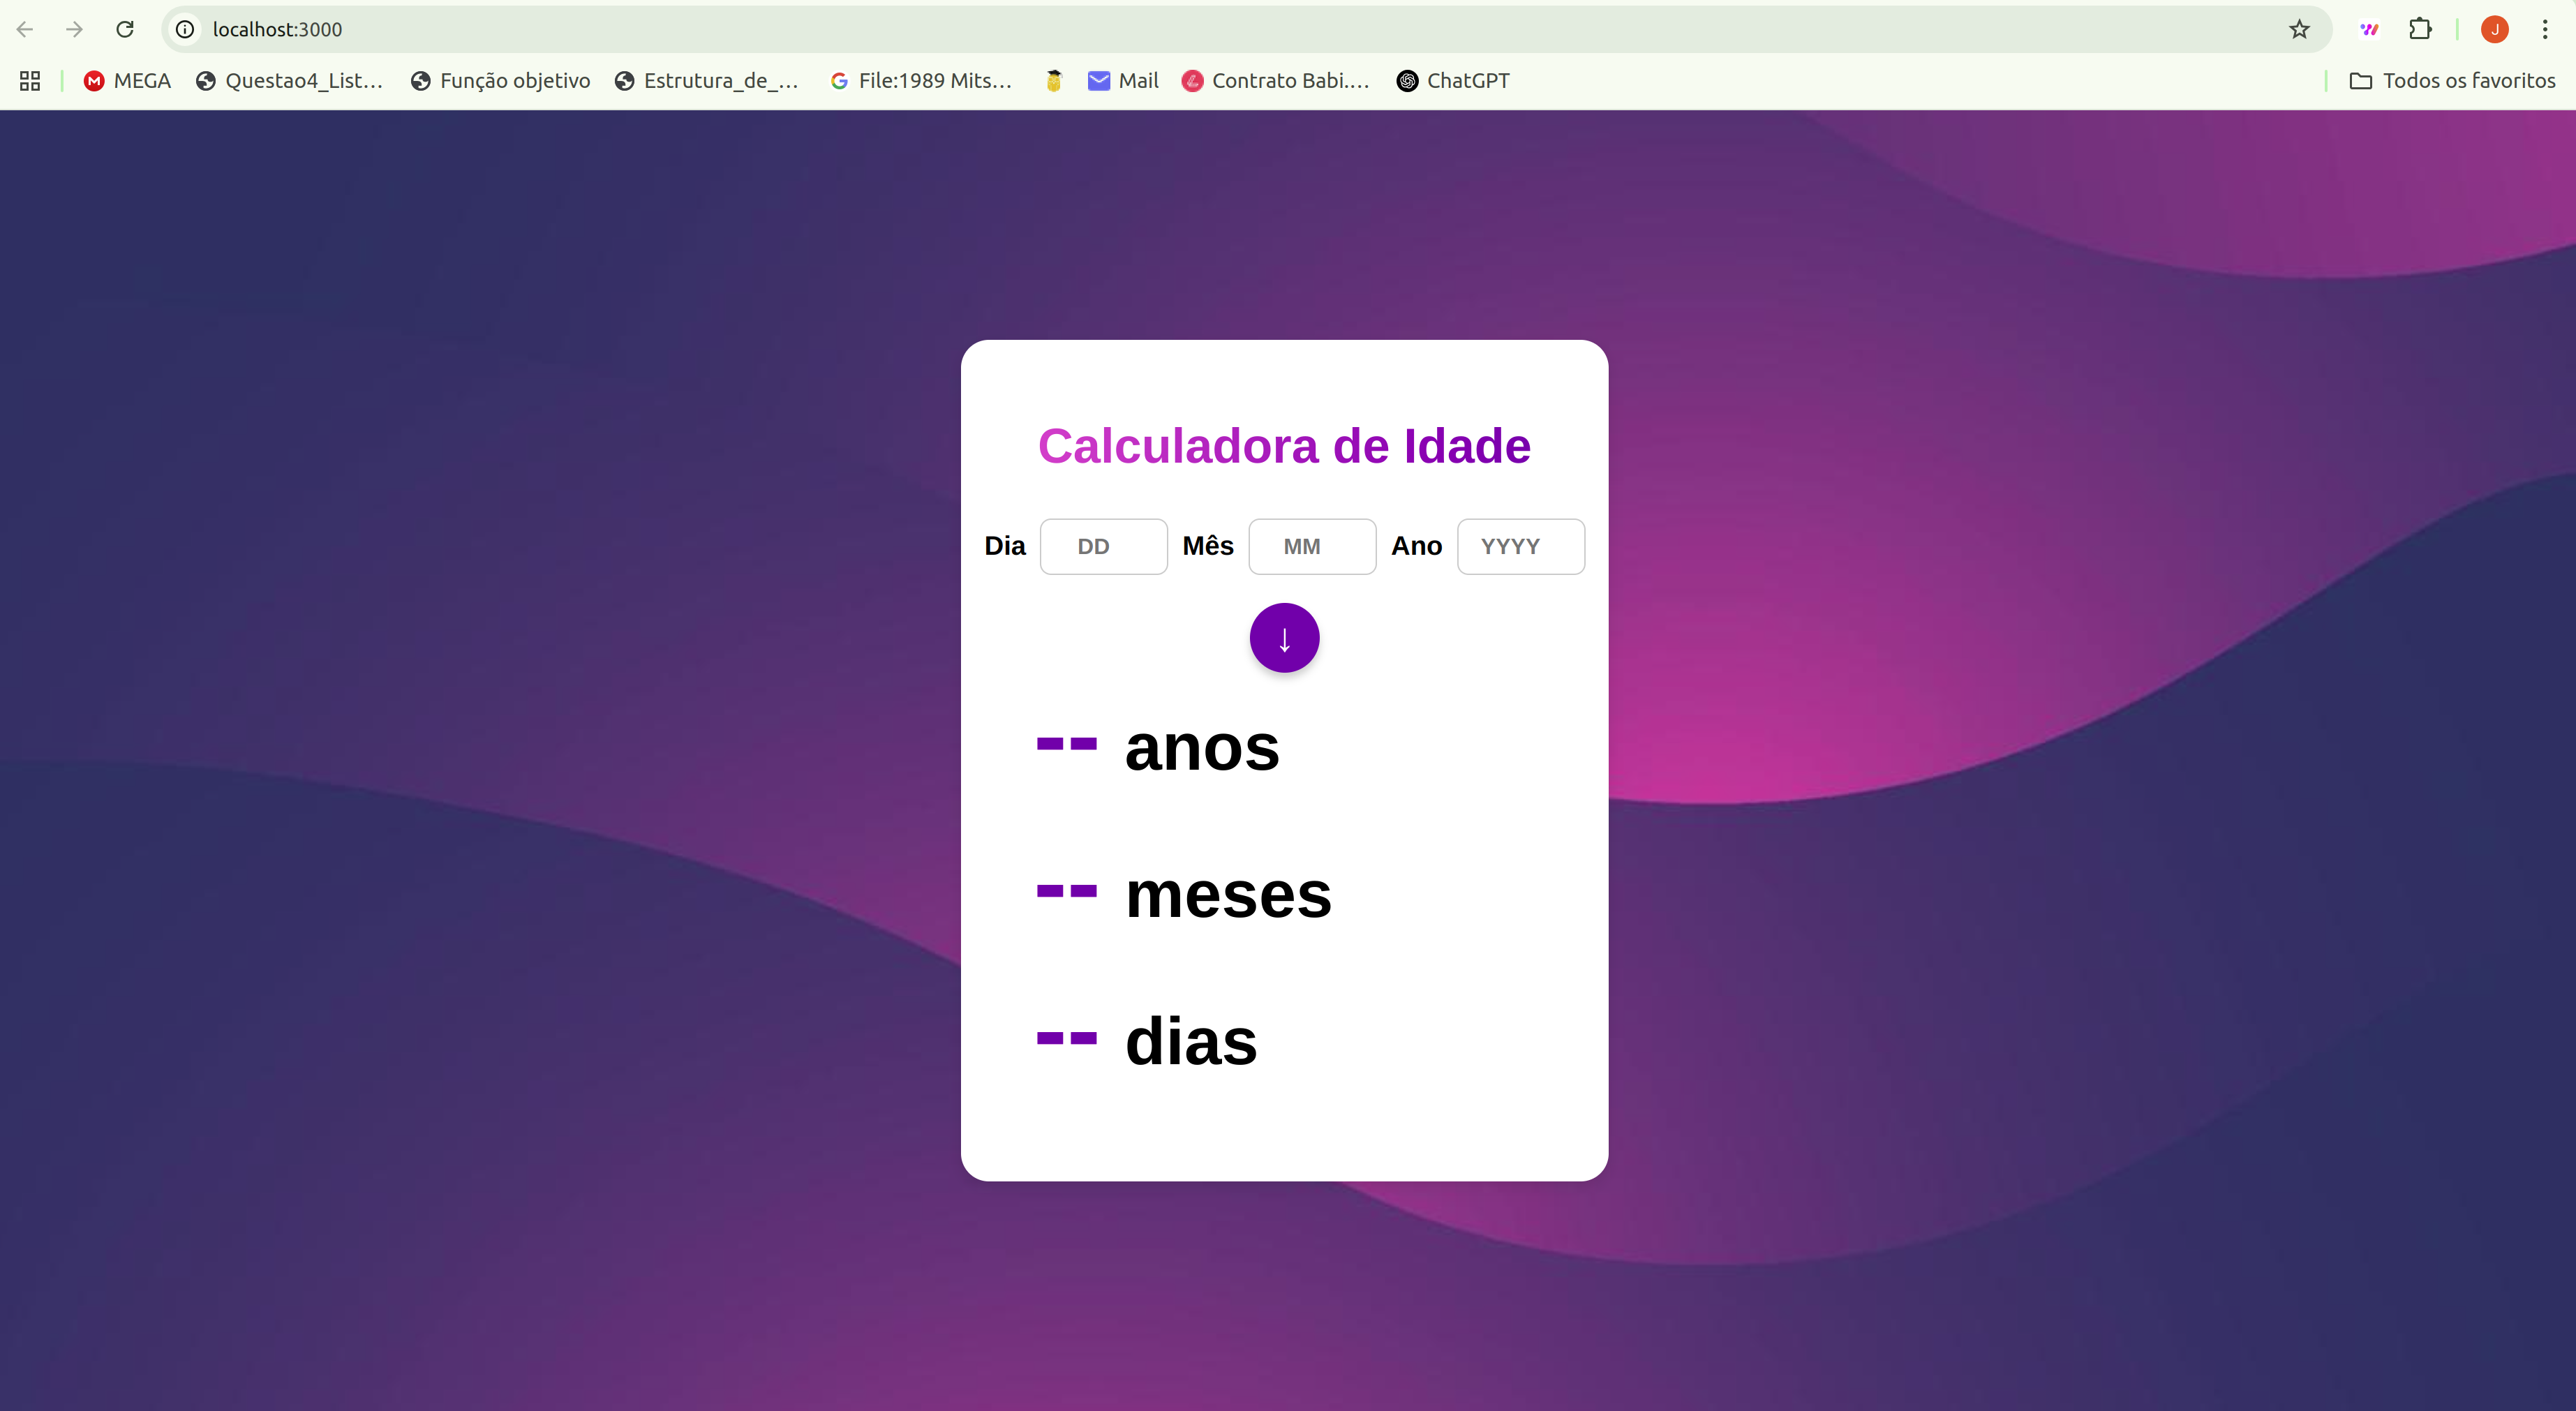 localhost:3000
J
MEGA Questao4_List... Função objetivo Estrutura_de_... File:1989 Mits... Mail Contrato Babi.... ChatGPT Todos os favoritos
Calculadora de Idade
Dia DD Mês MM Ano YYYY
↓
-- anos
-- meses
-- dias